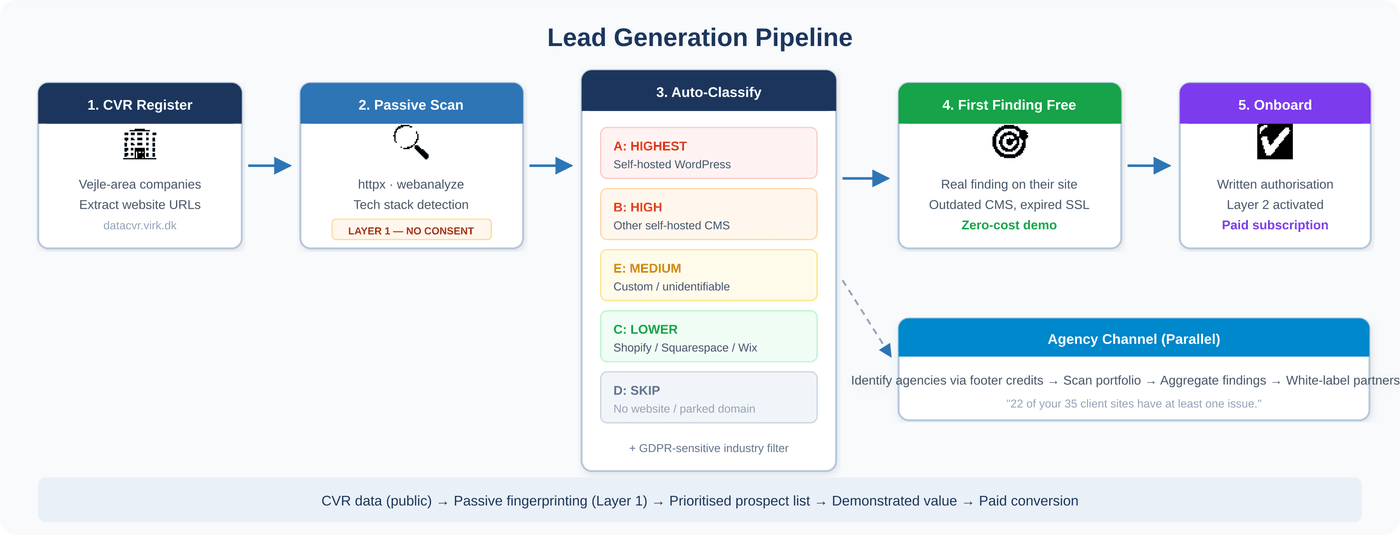 Lead Generation Pipeline
1. CVR Register
Vejle-area companies
Extract website URLs
datacvr.virk.dk
2. Passive Scan
httpx · webanalyze
Tech stack detection
LAYER 1 — NO CONSENT
3. Auto-Classify
A: HIGHEST
Self-hosted WordPress
B: HIGH
Other self-hosted CMS
E: MEDIUM
Custom / unidentifiable
C: LOWER
Shopify / Squarespace / Wix
D: SKIP
No website / parked domain
+ GDPR-sensitive industry filter
4. First Finding Free
Real finding on their site
Outdated CMS, expired SSL
Zero-cost demo
5. Onboard
Written authorisation
Layer 2 activated
Paid subscription
Agency Channel (Parallel)
Identify agencies via footer credits → Scan portfolio → Aggregate findings → White-label partners
"22 of your 35 client sites have at least one issue."
CVR data (public) → Passive fingerprinting (Layer 1) → Prioritised prospect list → Demonstrated value → Paid conversion